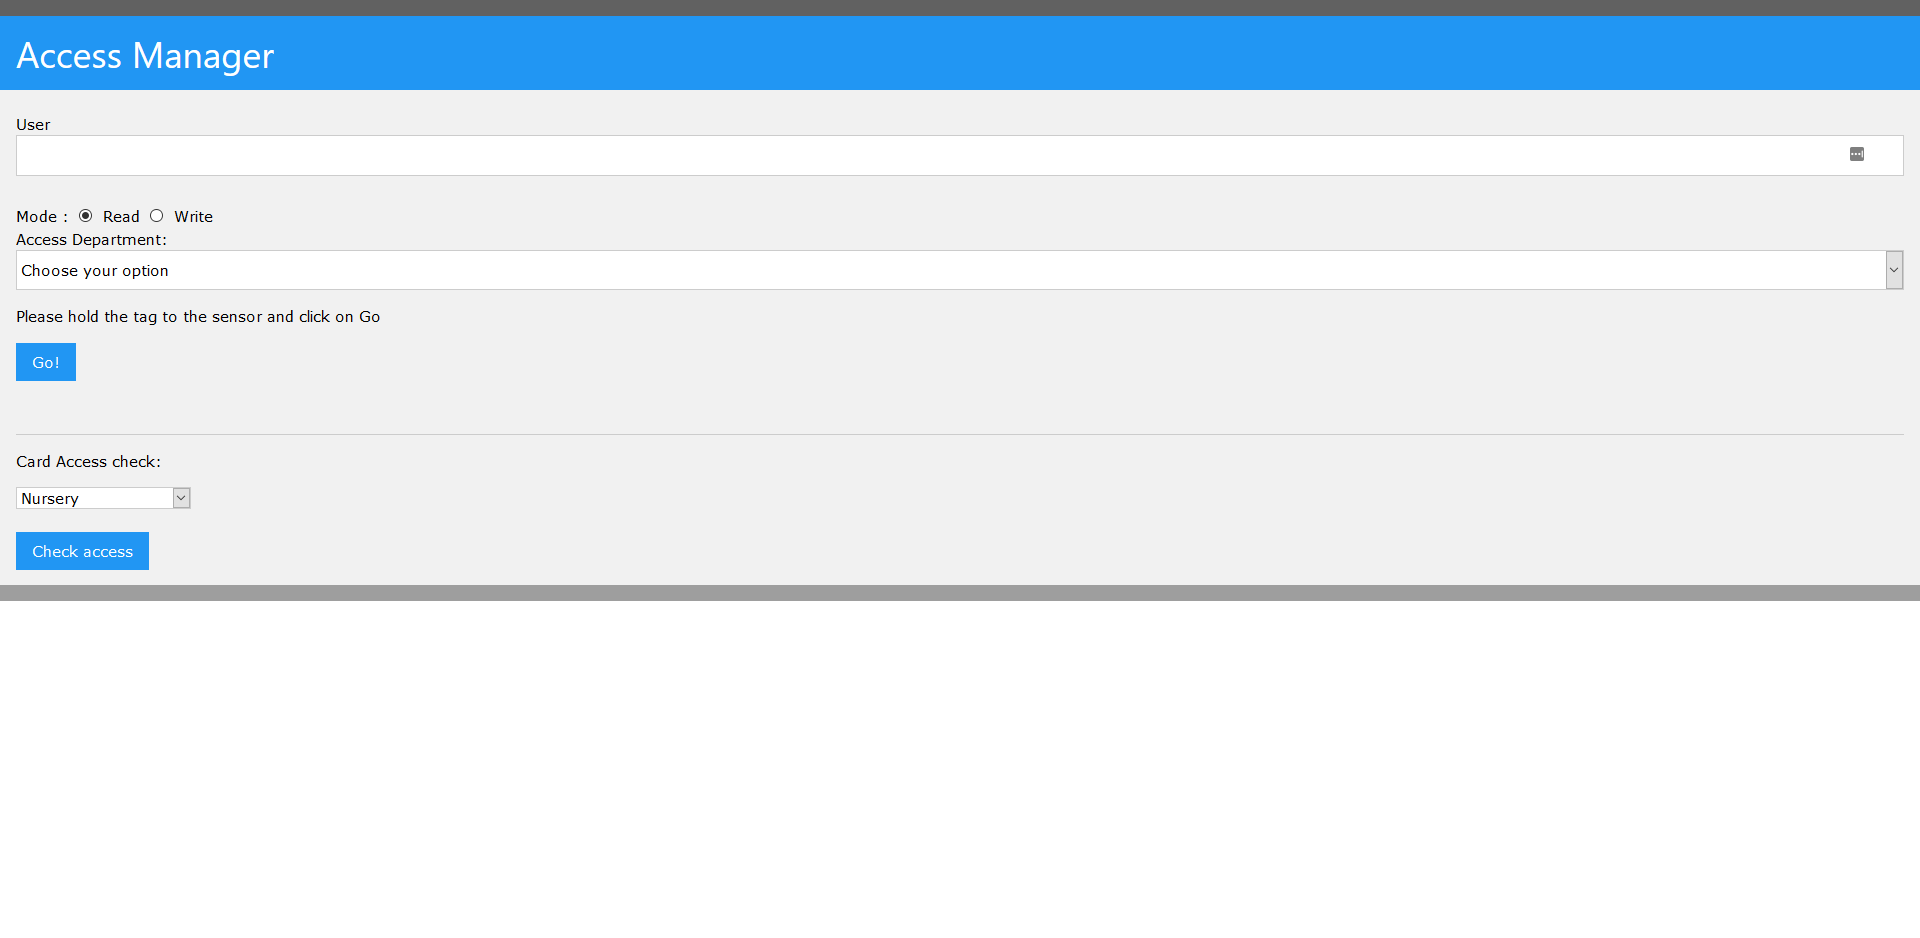 Access Manager
User
Mode : Read Write
Access Department:
Choose your option
Please hold the tag to the sensor and click on Go
Go!
Card Access check:
Nursery
Check access